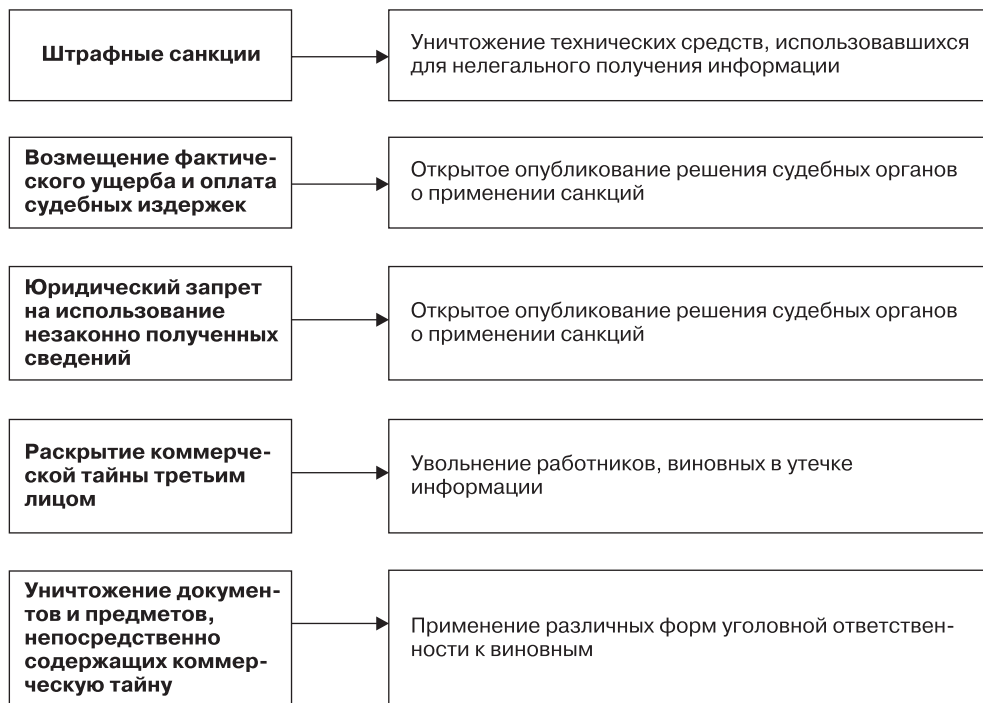 Штрафные санкции
Уничтожение технических средств, использовавшихся
для нелегального получения информации
Возмещение фактиче-
ского ущерба и оплата
судебных издержек
Открытое опубликование решения судебных органов
о применении санкций
Юридический запрет
на использование
незаконно полученных
сведений
Открытое опубликование решения судебных органов
о применении санкций
Раскрытие коммерче-
ской тайны третьим
лицом
Увольнение работников, виновных в утечке
информации
Уничтожение докумен-
тов и предметов,
непосредственно
содержащих коммер-
ческую тайну
Применение различных форм уголовной ответствен-
ности к виновным